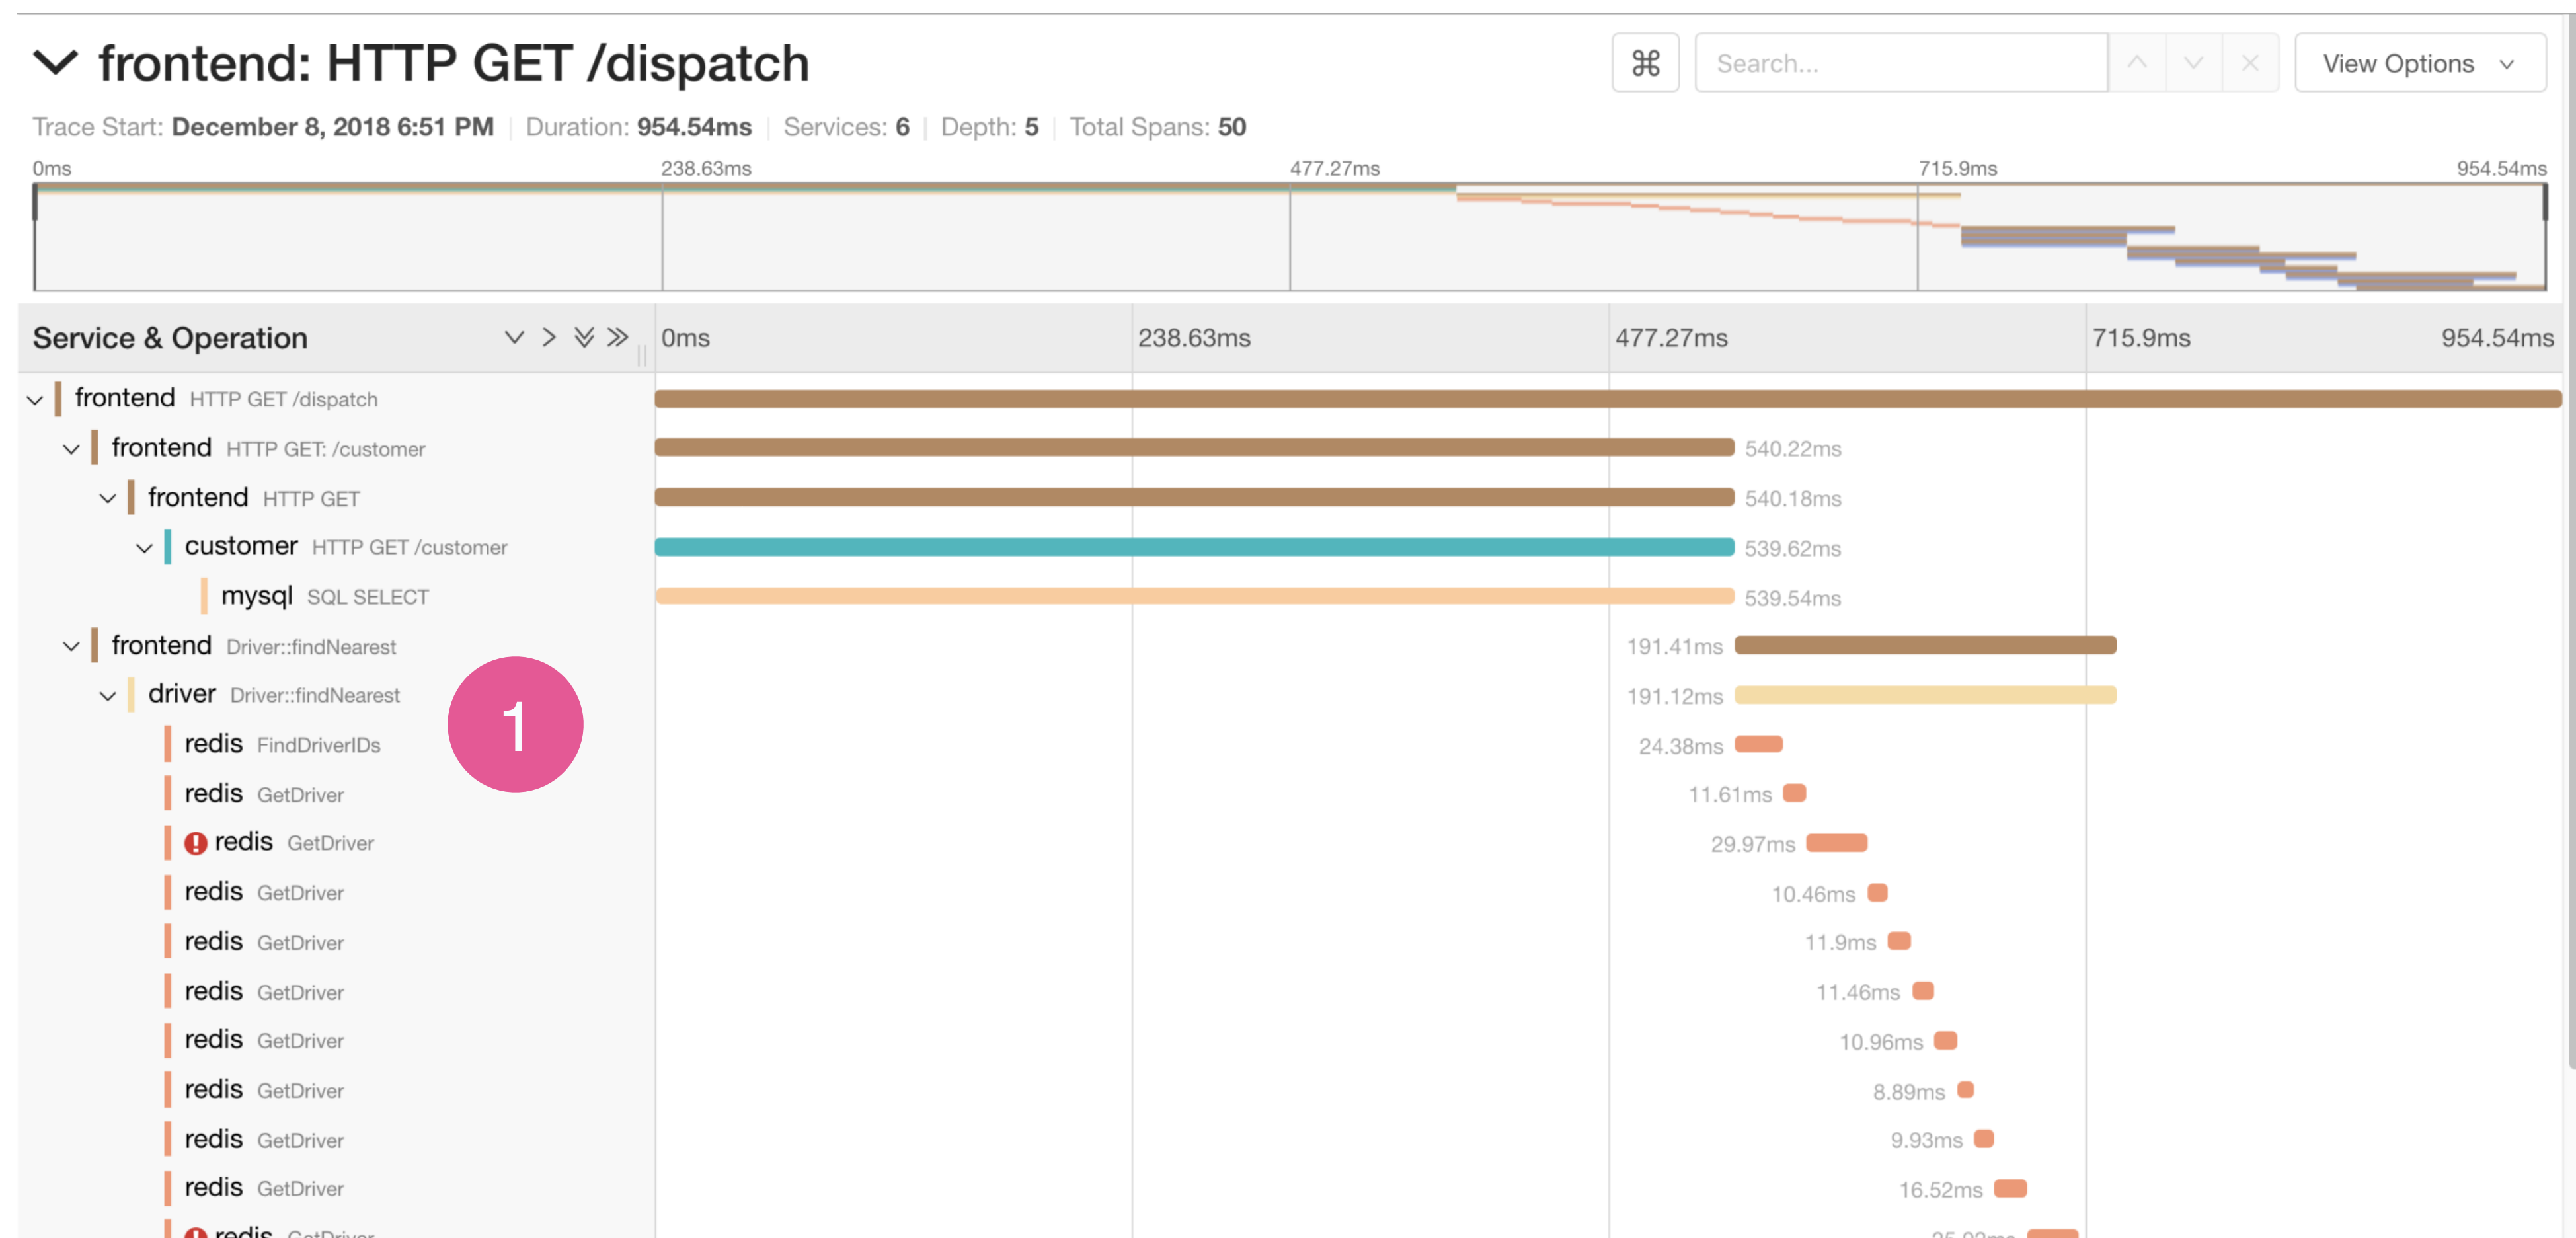 frontend: HTTP GET /dispatch
⌘ Search... View Options
Trace Start: December 8, 2018 6:51 PM | Duration: 954.54ms | Services: 6 | Depth: 5 | Total Spans: 50
0ms 238.63ms 477.27ms 715.9ms 954.54ms
Service & Operation 0ms 238.63ms 477.27ms 715.9ms 954.54ms
frontend HTTP GET /dispatch
frontend HTTP GET: /customer 540.22ms
frontend HTTP GET 540.18ms
customer HTTP GET /customer 539.62ms
mysql SQL SELECT 539.54ms
frontend Driver::findNearest 191.41ms
driver Driver::findNearest 191.12ms
1
redis FindDriverIDs 24.38ms
redis GetDriver 11.61ms
redis GetDriver 29.97ms
redis GetDriver 10.46ms
redis GetDriver 11.9ms
redis GetDriver 11.46ms
redis GetDriver 10.96ms
redis GetDriver 8.89ms
redis GetDriver 9.93ms
redis GetDriver 16.52ms
redis GetDriver